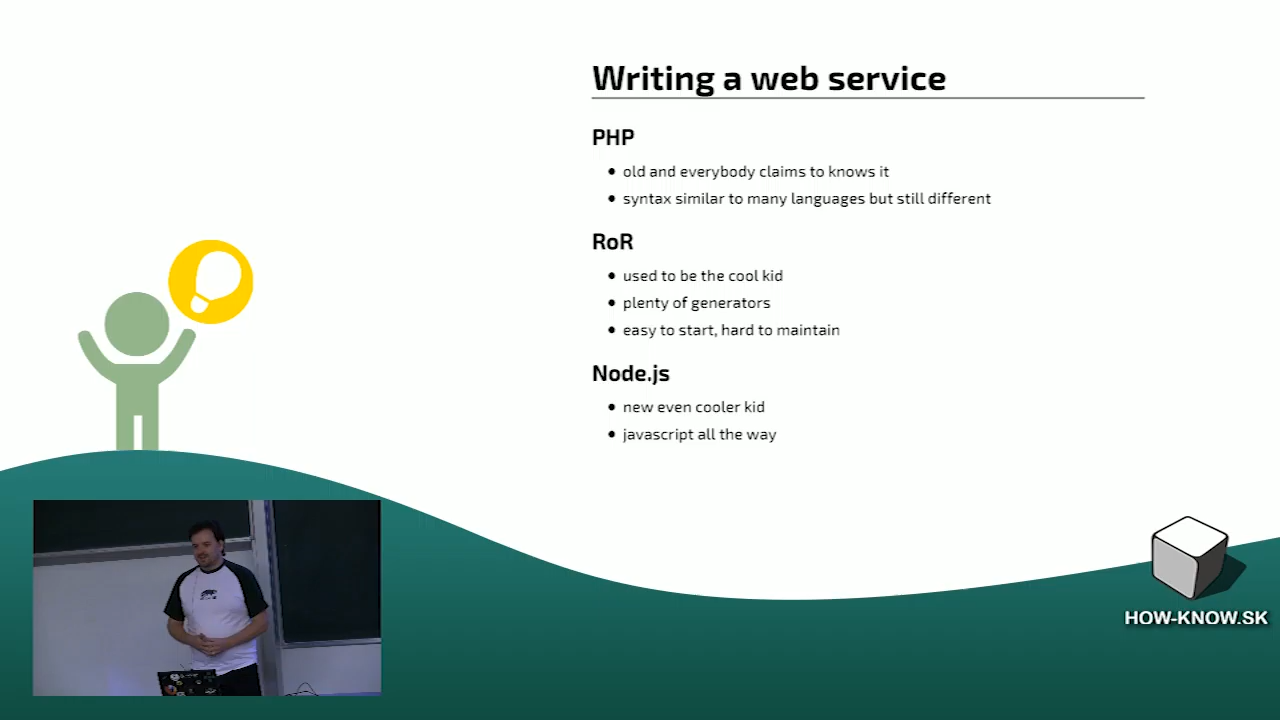 Writing a web service
PHP
old and everybody claims to knows it
syntax similar to many languages but still different
RoR
used to be the cool kid
plenty of generators
easy to start, hard to maintain
Node.js
new even cooler kid
javascript all the way
HOW-KNOW.SK